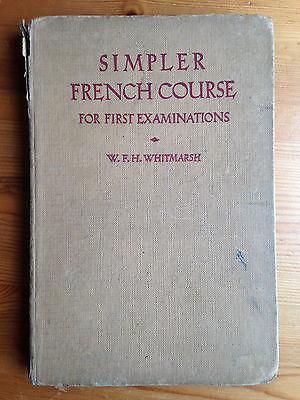 SIMPLER
FRENCH COURSE
FOR FIRST EXAMINATIONS
W. F. H. WHITMARSH